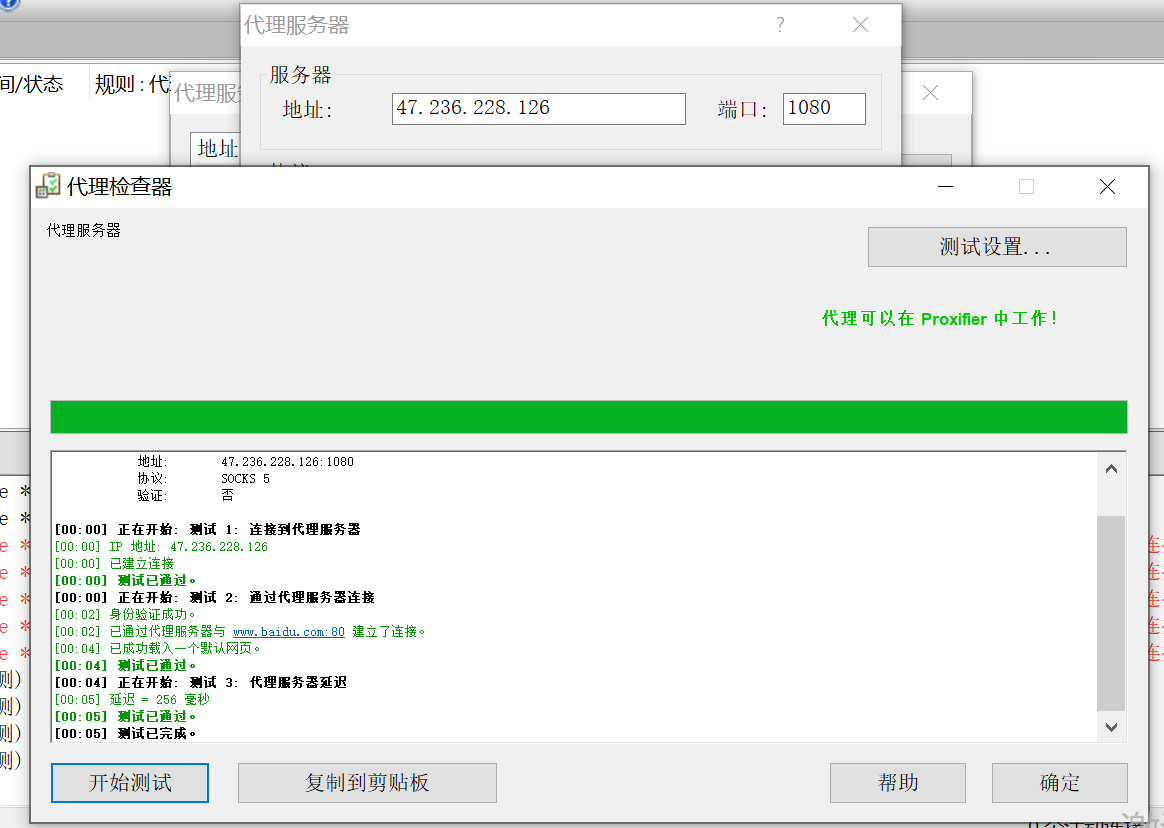 代理服务器
服务器
地址: 47.236.228.126 端口: 1080
间/状态 规则 : 代
代理服
地址
代理检查器
代理服务器
测试设置...
代理可以在 Proxifier 中工作!
地址: 47.236.228.126:1080
协议: SOCKS 5
验证: 否
[00:00] 正在开始: 测试 1: 连接到代理服务器
[00:00] IP 地址: 47.236.228.126
[00:00] 已建立连接
[00:00] 测试已通过。
[00:00] 正在开始: 测试 2: 通过代理服务器连接
[00:02] 身份验证成功。
[00:02] 已通过代理服务器与 www.baidu.com:80 建立了连接。
[00:04] 已成功载入一个默认网页。
[00:04] 测试已通过。
[00:04] 正在开始: 测试 3: 代理服务器延迟
[00:05] 延迟 = 256 毫秒
[00:05] 测试已通过。
[00:05] 测试已完成。
开始测试 复制到剪贴板 帮助 确定
e *
e *
e *
e *
e *
e *
e *
则)
则)
则)
则)